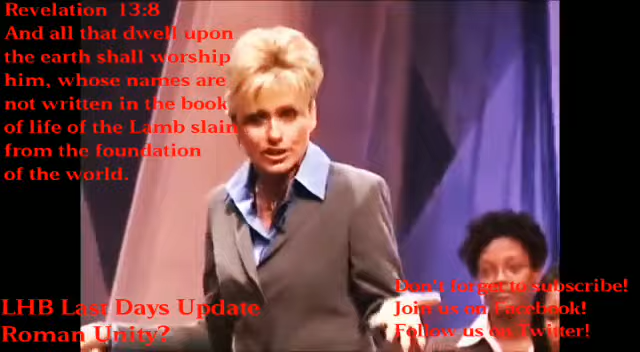 Revelation 13:8
And all that dwell upon
the earth shall worship
him, whose names are
not written in the book
of life of the Lamb slain
from the foundation
of the world.
LHB Last Days Update
Roman Unity?
Don't forget to subscribe!
Join us on Facebook!
Follow us on Twitter!